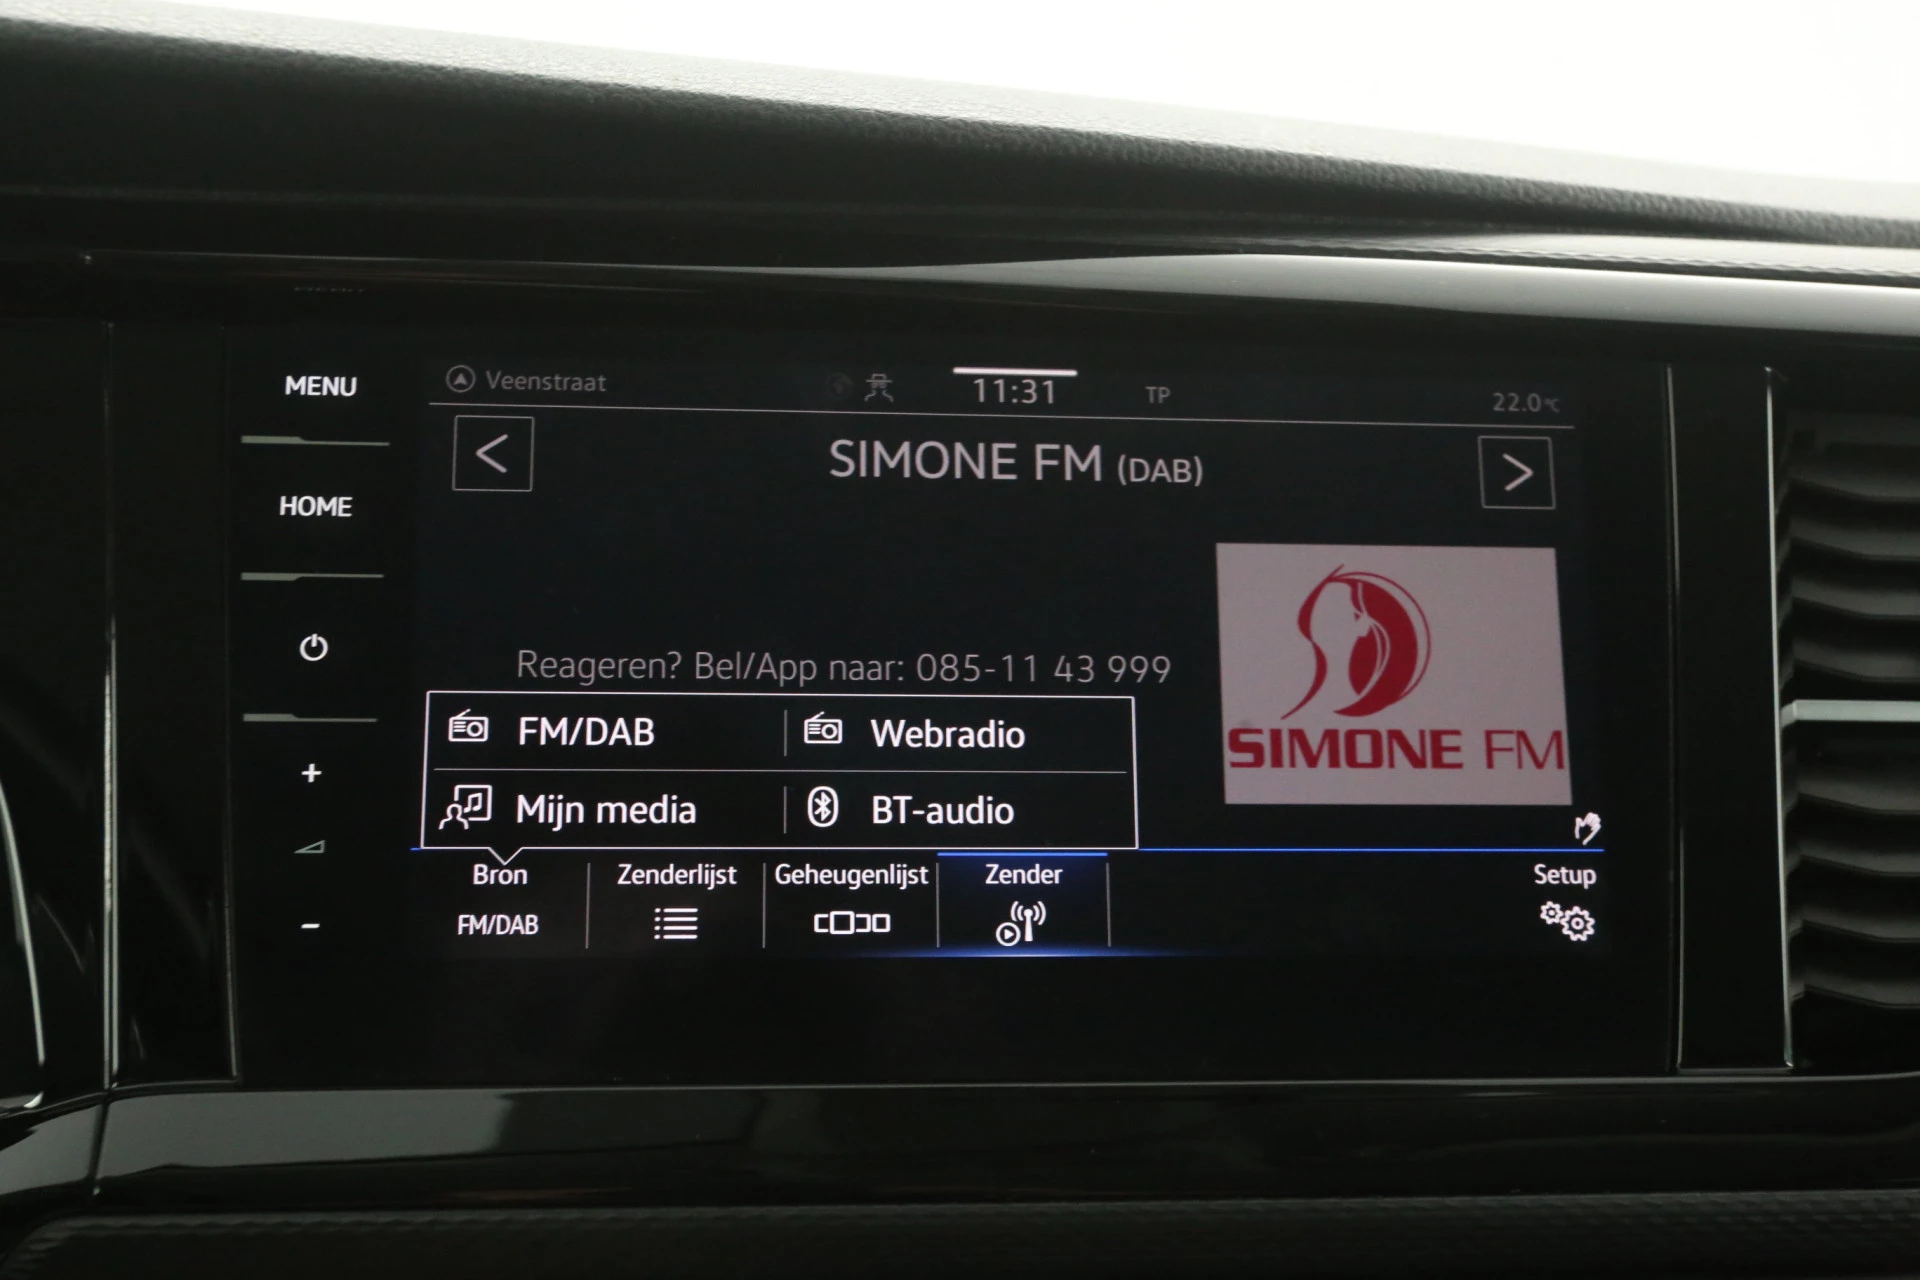 MENU
HOME
+
-
Veenstraat
11:31
TP
22.0°C
<
SIMONE FM (DAB)
>
Reageren? Bel/App naar: 085-11 43 999
SIMONE FM
FM/DAB
Webradio
Mijn media
BT-audio
Bron
Zenderlijst
Geheugenlijst
Zender
Setup
FM/DAB